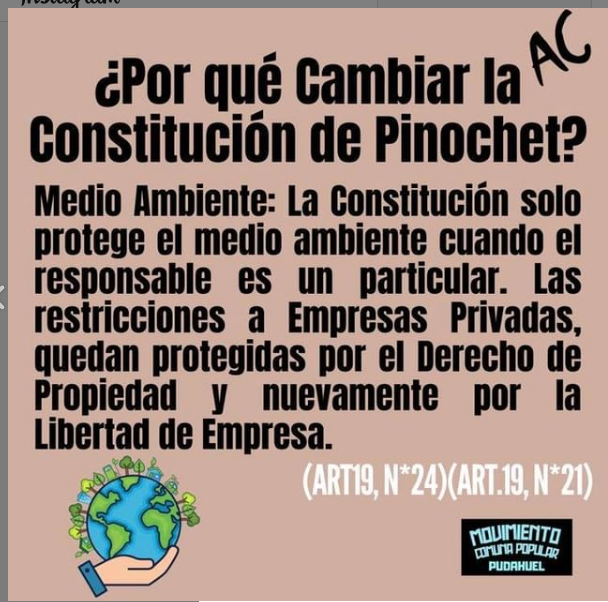 Instagram
AC
¿Por qué Cambiar la
Constitución de Pinochet?
Medio Ambiente: La Constitución solo
protege el medio ambiente cuando el
responsable es un particular. Las
restricciones a Empresas Privadas,
quedan protegidas por el Derecho de
Propiedad y nuevamente por la
Libertad de Empresa.
(ART19, N*24)(ART.19, N*21)
MOVIMIENTO
COMUNA POPULAR
PUDAHUEL